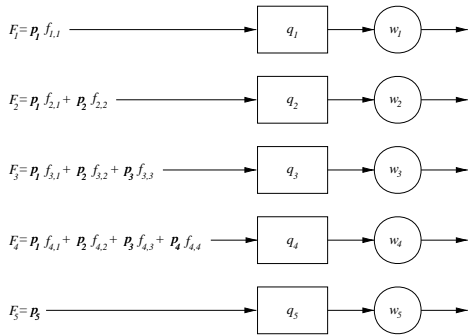 F1 = p1 f1,1 q1 w1
F2 = p1 f2,1 + p2 f2,2 q2 w2
F3 = p1 f3,1 + p2 f3,2 + p3 f3,3 q3 w3
F4 = p1 f4,1 + p2 f4,2 + p3 f4,3 + p4 f4,4 q4 w4
F5 = p5 q5 w5